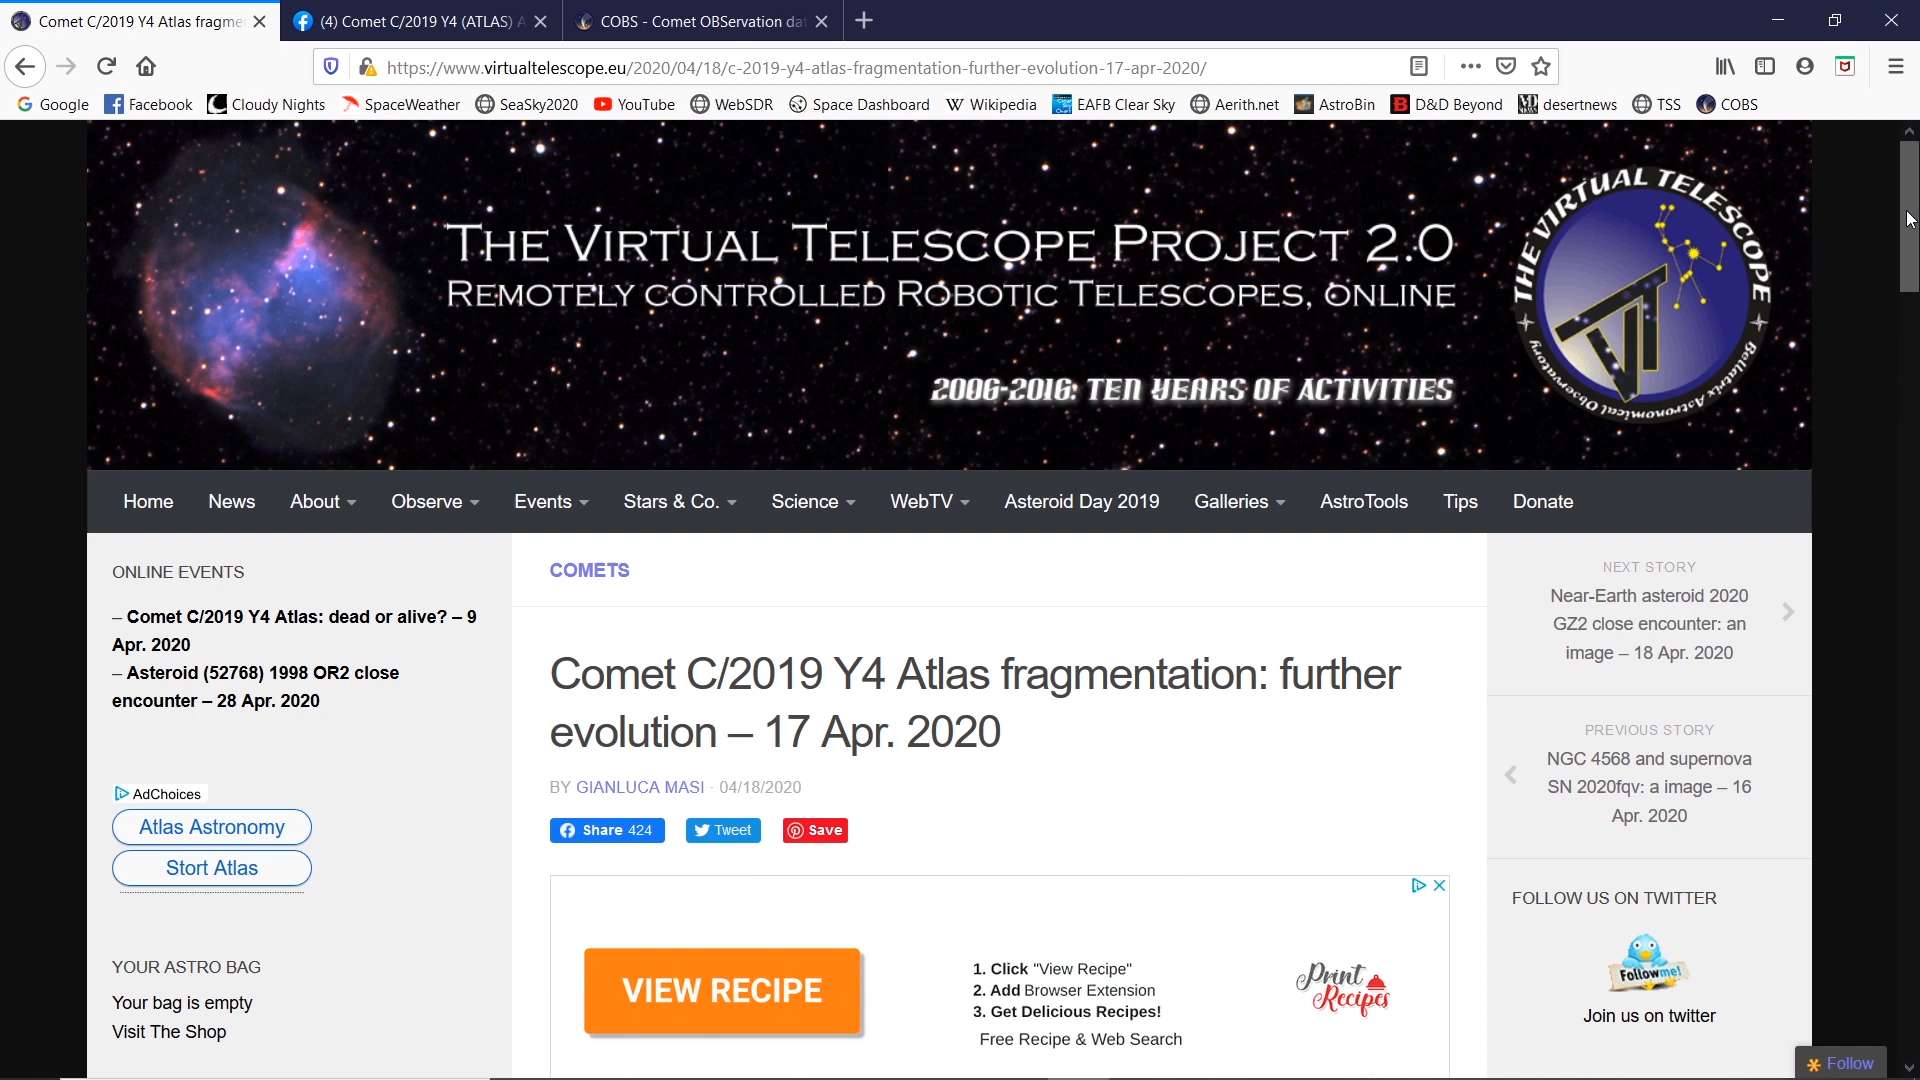 Comet C/2019 Y4 Atlas fragme
(4) Comet C/2019 Y4 (ATLAS) A
COBS - Comet OBServation da
https://www.virtualtelescope.eu/2020/04/18/c-2019-y4-atlas-fragmentation-further-evolution-17-apr-2020/
Google Facebook Cloudy Nights SpaceWeather SeaSky2020 YouTube WebSDR Space Dashboard Wikipedia EAFB Clear Sky Aerith.net AstroBin D&D Beyond desertnews TSS COBS
THE VIRTUAL TELESCOPE PROJECT 2.0
REMOTELY CONTROLLED ROBOTIC TELESCOPES, ONLINE
2006-2016: TEN YEARS OF ACTIVITIES
THE VIRTUAL TELESCOPE
Bellatrix Astronomical Observatory
Home News About Observe Events Stars & Co. Science WebTV Asteroid Day 2019 Galleries AstroTools Tips Donate
ONLINE EVENTS
– Comet C/2019 Y4 Atlas: dead or alive? – 9
Apr. 2020
– Asteroid (52768) 1998 OR2 close
encounter – 28 Apr. 2020
AdChoices
Atlas Astronomy
Stort Atlas
YOUR ASTRO BAG
Your bag is empty
Visit The Shop
COMETS
Comet C/2019 Y4 Atlas fragmentation: further
evolution – 17 Apr. 2020
BY GIANLUCA MASI · 04/18/2020
Share 424 Tweet Save
VIEW RECIPE
1. Click "View Recipe"
2. Add Browser Extension
3. Get Delicious Recipes!
Free Recipe & Web Search
Print
Recipes
NEXT STORY
Near-Earth asteroid 2020
GZ2 close encounter: an
image – 18 Apr. 2020
PREVIOUS STORY
NGC 4568 and supernova
SN 2020fqv: a image – 16
Apr. 2020
FOLLOW US ON TWITTER
Follow me!
Join us on twitter
Follow